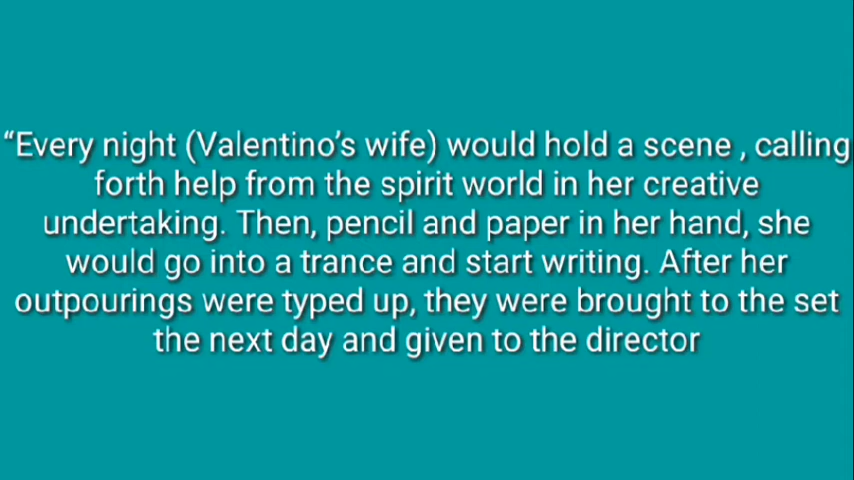 “Every night (Valentino’s wife) would hold a scene , calling
forth help from the spirit world in her creative
undertaking. Then, pencil and paper in her hand, she
would go into a trance and start writing. After her
outpourings were typed up, they were brought to the set
the next day and given to the director